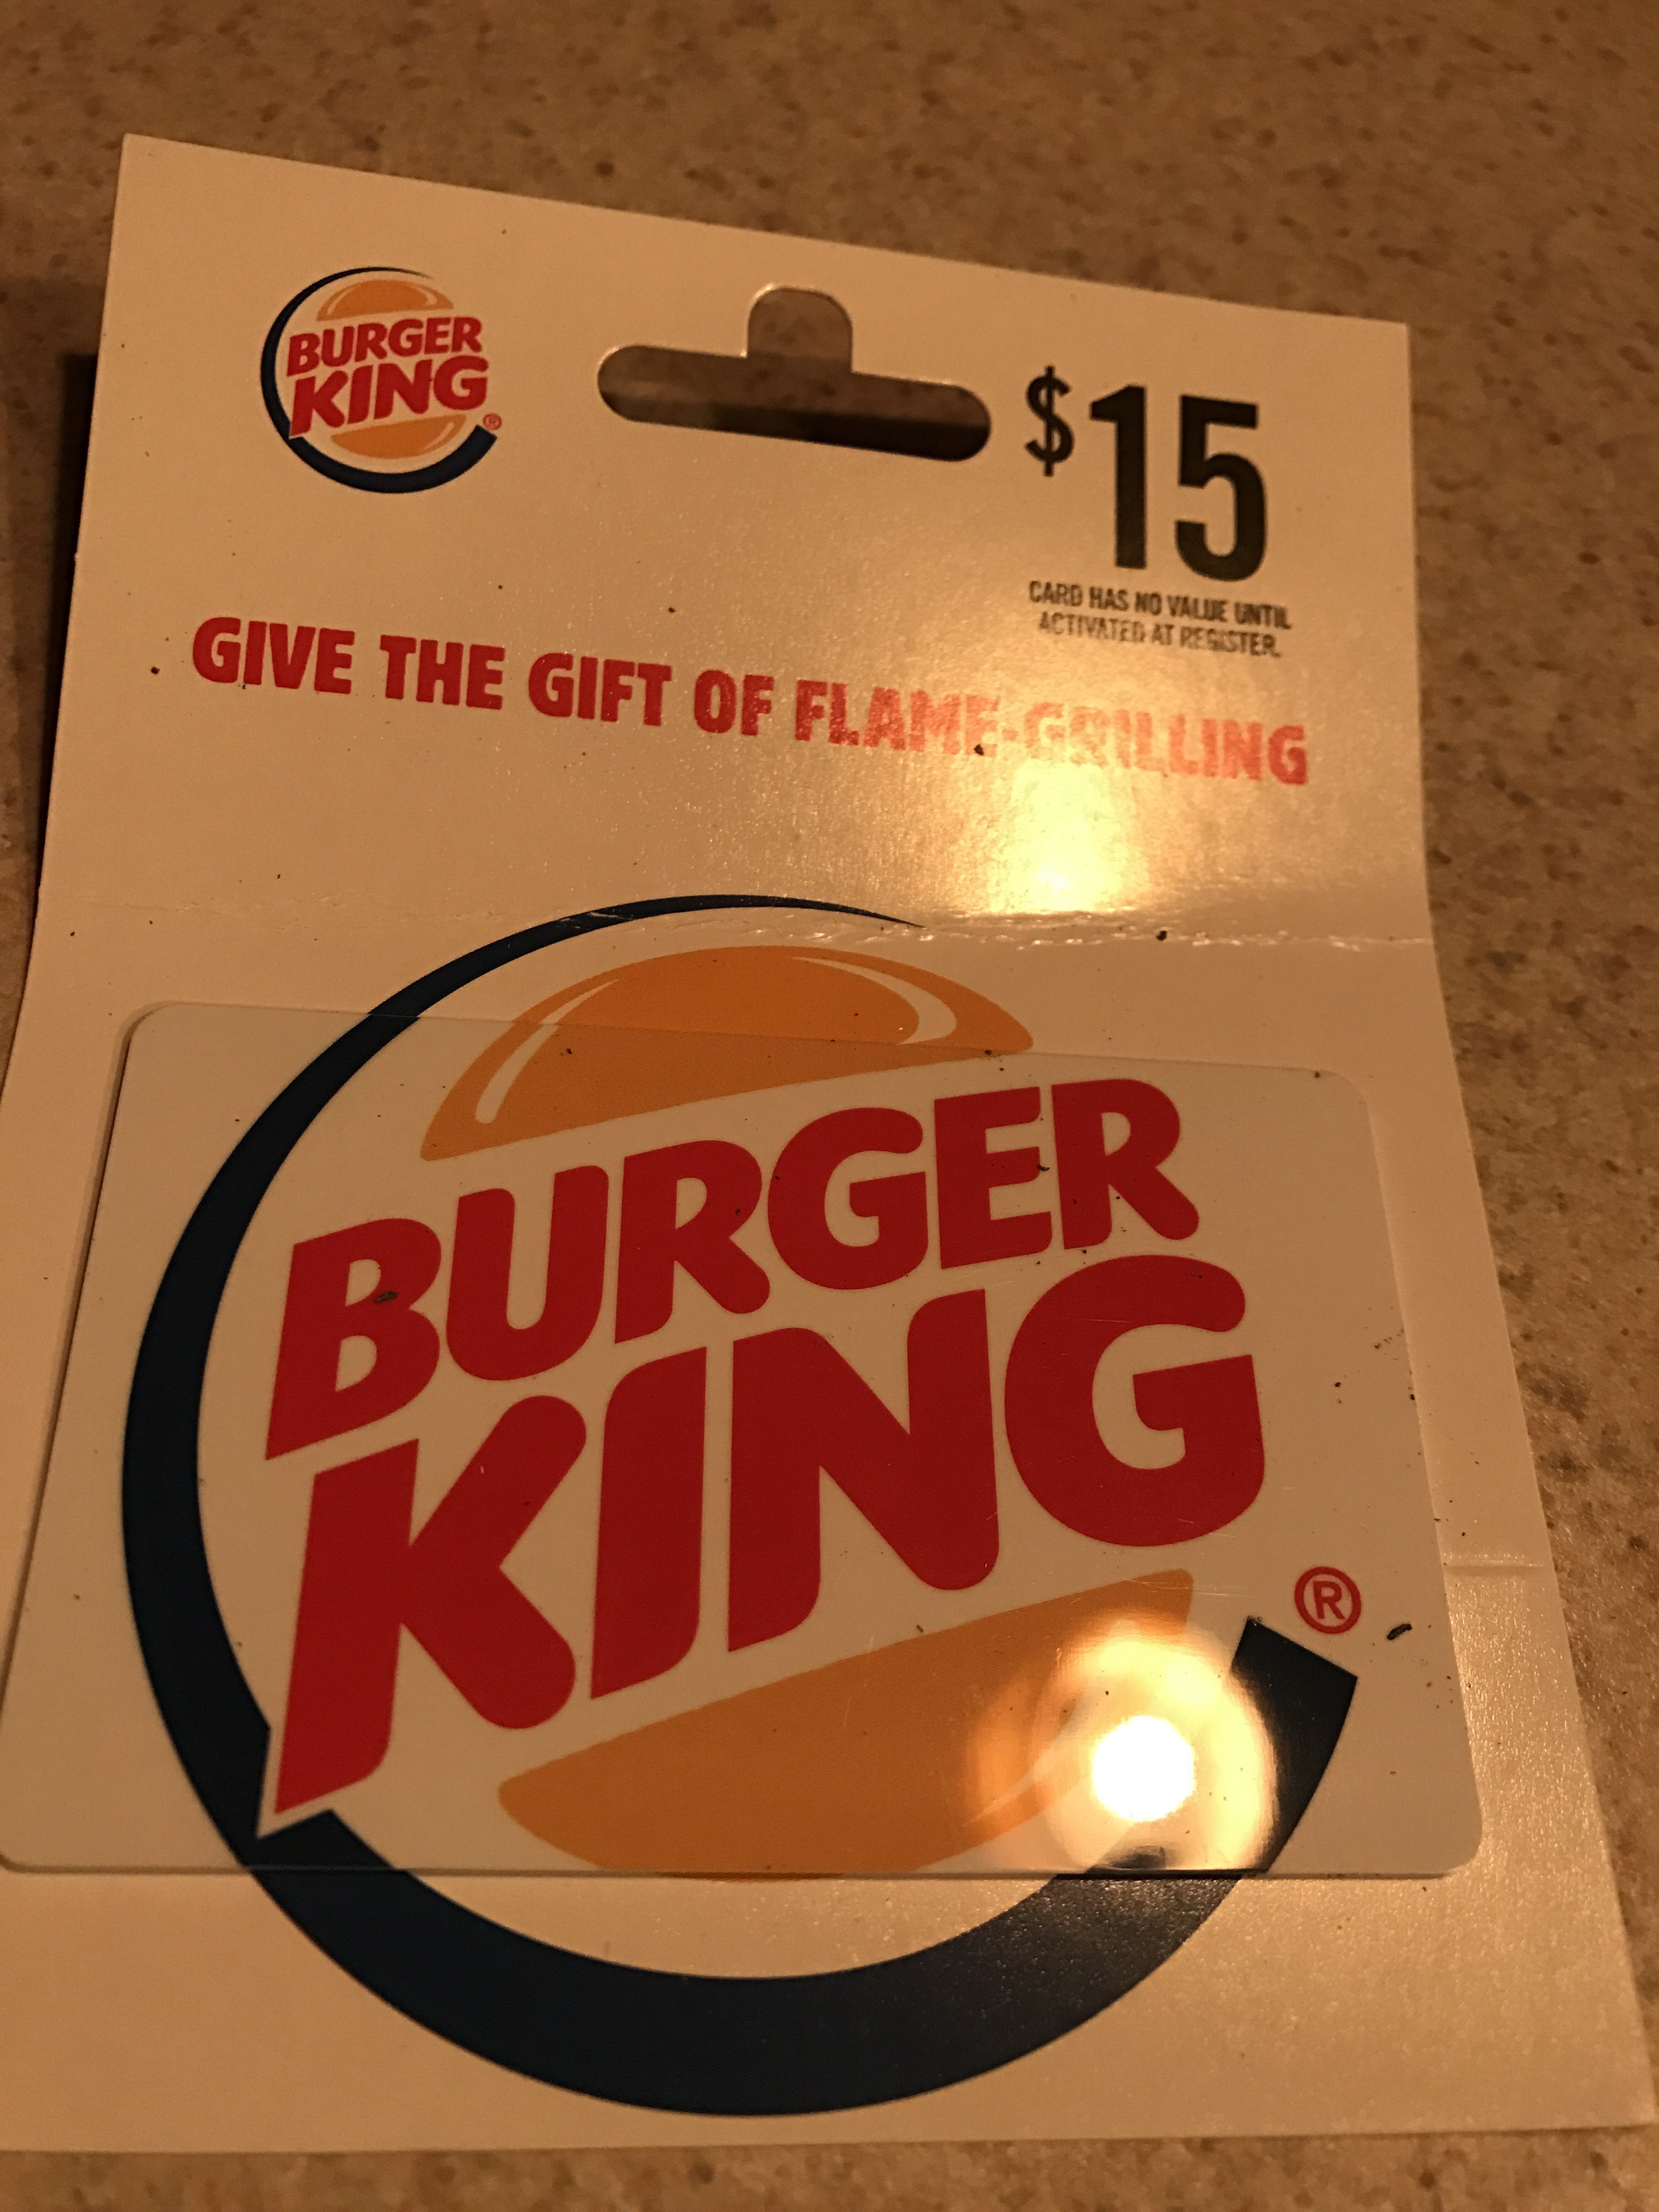 BURGER
KING
®
$15
CARD HAS NO VALUE UNTIL
ACTIVATED AT REGISTER.
GIVE THE GIFT OF FLAME-GRILLING
BURGER
KING
®